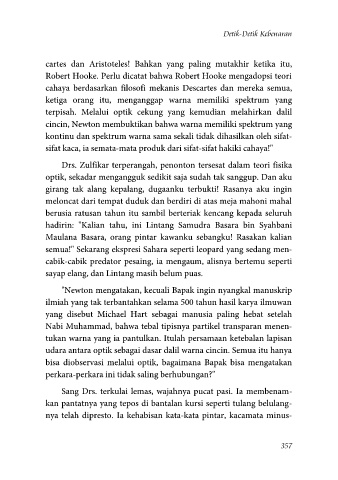 Detik-Detik Kebenaran
cartes dan Aristoteles! Bahkan yang paling mutakhir ketika itu,
Robert Hooke. Perlu dicatat bahwa Robert Hooke mengadopsi teori
cahaya berdasarkan filosofi mekanis Descartes dan mereka semua,
ketiga orang itu, menganggap warna memiliki spektrum yang
terpisah. Melalui optik cekung yang kemudian melahirkan dalil
cincin, Newton membuktikan bahwa warna memiliki spektrum yang
kontinu dan spektrum warna sama sekali tidak dihasilkan oleh sifat-
sifat kaca, ia semata-mata produk dari sifat-sifat hakiki cahaya!"
Drs. Zulfikar terperangah, penonton tersesat dalam teori fisika
optik, sekadar mengangguk sedikit saja sudah tak sanggup. Dan aku
girang tak alang kepalang, dugaanku terbukti! Rasanya aku ingin
meloncat dari tempat duduk dan berdiri di atas meja mahoni mahal
berusia ratusan tahun itu sambil berteriak kencang kepada seluruh
hadirin: "Kalian tahu, ini Lintang Samudra Basara bin Syahbani
Maulana Basara, orang pintar kawanku sebangku! Rasakan kalian
semua!" Sekarang ekspresi Sahara seperti leopard yang sedang men-
cabik-cabik predator pesaing, ia mengaum, alisnya bertemu seperti
sayap elang, dan Lintang masih belum puas.
"Newton mengatakan, kecuali Bapak ingin nyangkal manuskrip
ilmiah yang tak terbantahkan selama 500 tahun hasil karya ilmuwan
yang disebut Michael Hart sebagai manusia paling hebat setelah
Nabi Muhammad, bahwa tebal tipisnya partikel transparan menen-
tukan warna yang ia pantulkan. Itulah persamaan ketebalan lapisan
udara antara optik sebagai dasar dalil warna cincin. Semua itu hanya
bisa diobservasi melalui optik, bagaimana Bapak bisa mengatakan
perkara-perkara ini tidak saling berhubungan?"
Sang Drs. terkulai lemas, wajahnya pucat pasi. Ia membenam-
kan pantatnya yang tepos di bantalan kursi seperti tulang belulang-
nya telah dipresto. Ia kehabisan kata-kata pintar, kacamata minus-
357